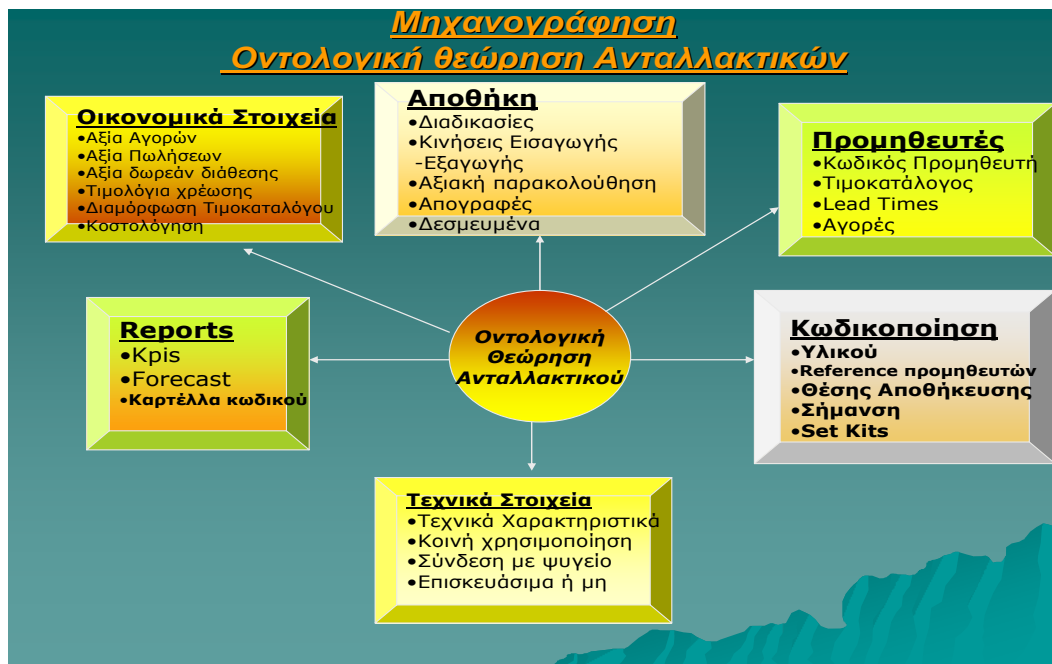 Μηχανογράφηση
Οντολογική θεώρηση Ανταλλακτικών
Οικονομικά Στοιχεία
•Αξία Αγορών
•Αξία Πωλήσεων
•Αξία δωρεάν διάθεσης
•Τιμολόγια χρέωσης
•Διαμόρφωση Τιμοκαταλόγου
•Κοστολόγηση
Αποθήκη
•Διαδικασίες
•Κινήσεις Εισαγωγής
-Εξαγωγής
•Αξιακή παρακολούθηση
•Απογραφές
•Δεσμευμένα
Προμηθευτές
•Κωδικός Προμηθευτή
•Τιμοκατάλογος
•Lead Times
•Αγορές
Reports
•Kpis
•Forecast
•Καρτέλλα κωδικού
Οντολογική
Θεώρηση
Ανταλλακτικού
Κωδικοποίηση
•Υλικού
•Reference προμηθευτών
•Θέσης Αποθήκευσης
•Σήμανση
•Set Kits
Τεχνικά Στοιχεία
•Τεχνικά Χαρακτηριστικά
•Κοινή χρησιμοποίηση
•Σύνδεση με ψυγείο
•Επισκευάσιμα ή μη